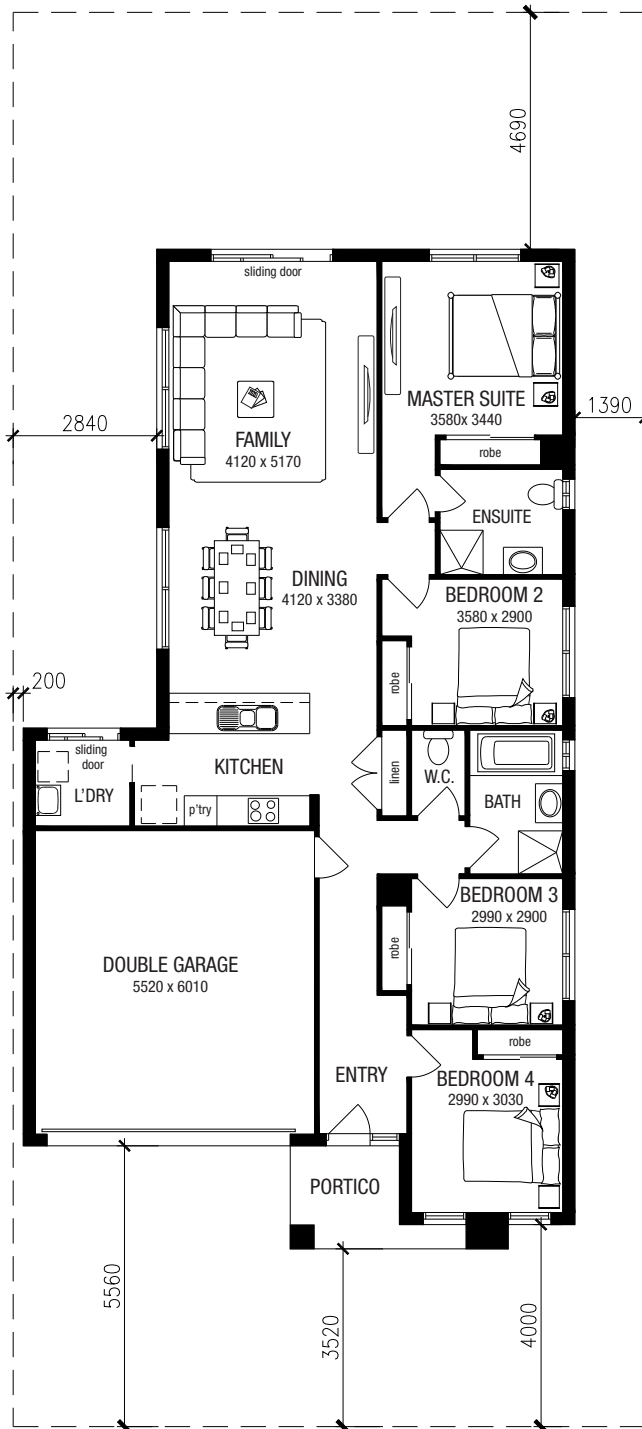 4690
sliding door
MASTER SUITE
3580x 3440
1390
2840
FAMILY
4120 x 5170
robe
ENSUITE
DINING
4120 x 3380
BEDROOM 2
3580 x 2900
robe
200
sliding
door
KITCHEN
linen
W.C.
L'DRY
p'try
BATH
BEDROOM 3
2990 x 2900
robe
DOUBLE GARAGE
5520 x 6010
robe
ENTRY
BEDROOM 4
2990 x 3030
PORTICO
5560
3520
4000